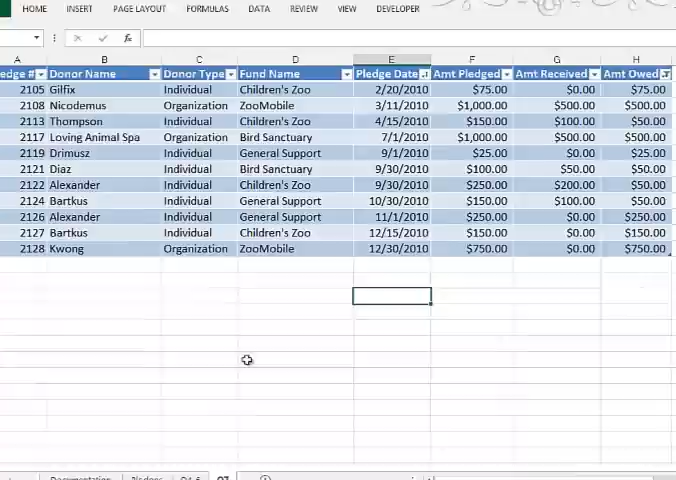 HOME INSERT PAGE LAYOUT FORMULAS DATA REVIEW VIEW DEVELOPER
fx
A B C D E F G H
edge # Donor Name Donor Type Fund Name Pledge Date Amt Pledged Amt Received Amt Owed
2105 Gilfix Individual Children's Zoo 2/20/2010 $75.00 $0.00 $75.00
2108 Nicodemus Organization ZooMobile 3/11/2010 $1,000.00 $500.00 $500.00
2113 Thompson Individual Children's Zoo 4/15/2010 $150.00 $100.00 $50.00
2117 Loving Animal Spa Organization Bird Sanctuary 7/1/2010 $1,000.00 $500.00 $500.00
2119 Drimusz Individual General Support 9/1/2010 $25.00 $0.00 $25.00
2121 Diaz Individual Bird Sanctuary 9/30/2010 $100.00 $50.00 $50.00
2122 Alexander Individual Children's Zoo 9/30/2010 $250.00 $200.00 $50.00
2124 Bartkus Individual General Support 10/30/2010 $150.00 $100.00 $50.00
2126 Alexander Individual General Support 11/1/2010 $250.00 $0.00 $250.00
2127 Bartkus Individual Children's Zoo 12/15/2010 $150.00 $0.00 $150.00
2128 Kwong Organization ZooMobile 12/30/2010 $750.00 $0.00 $750.00
Documentation